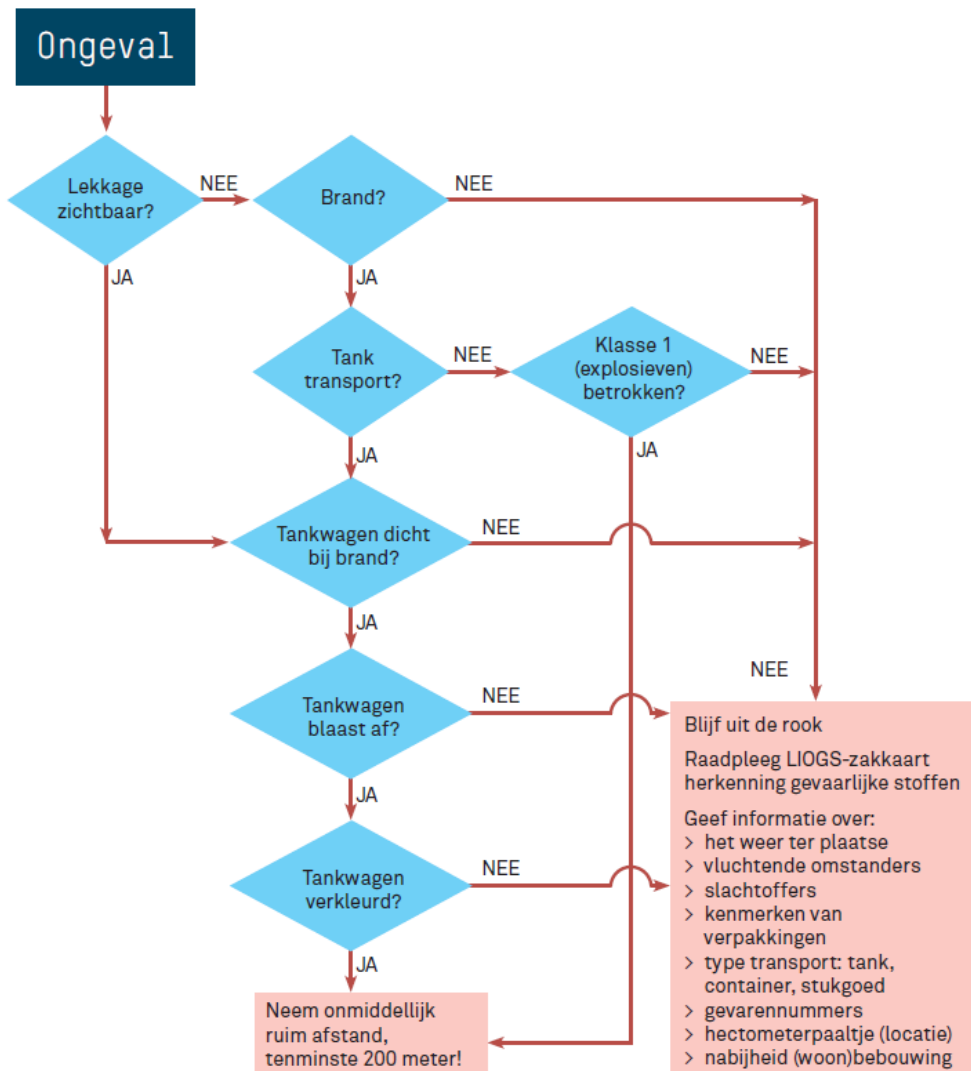 Ongeval
Lekkage
zichtbaar?
NEE
JA
Brand?
NEE
JA
Tank
transport?
NEE
JA
Klasse 1
(explosieven)
betrokken?
NEE
JA
Tankwagen dicht
bij brand?
NEE
JA
Tankwagen
blaast af?
NEE
JA
Tankwagen
verkleurd?
NEE
JA
Neem onmiddellijk
ruim afstand,
tenminste 200 meter!
NEE
Blijf uit de rook
Raadpleeg LIOGS-zakkaart
herkenning gevaarlijke stoffen
Geef informatie over:
> het weer ter plaatse
> vluchtende omstanders
> slachtoffers
> kenmerken van
verpakkingen
> type transport: tank,
container, stukgoed
> gevarennummers
> hectometerpaaltje (locatie)
> nabijheid (woon)bebouwing